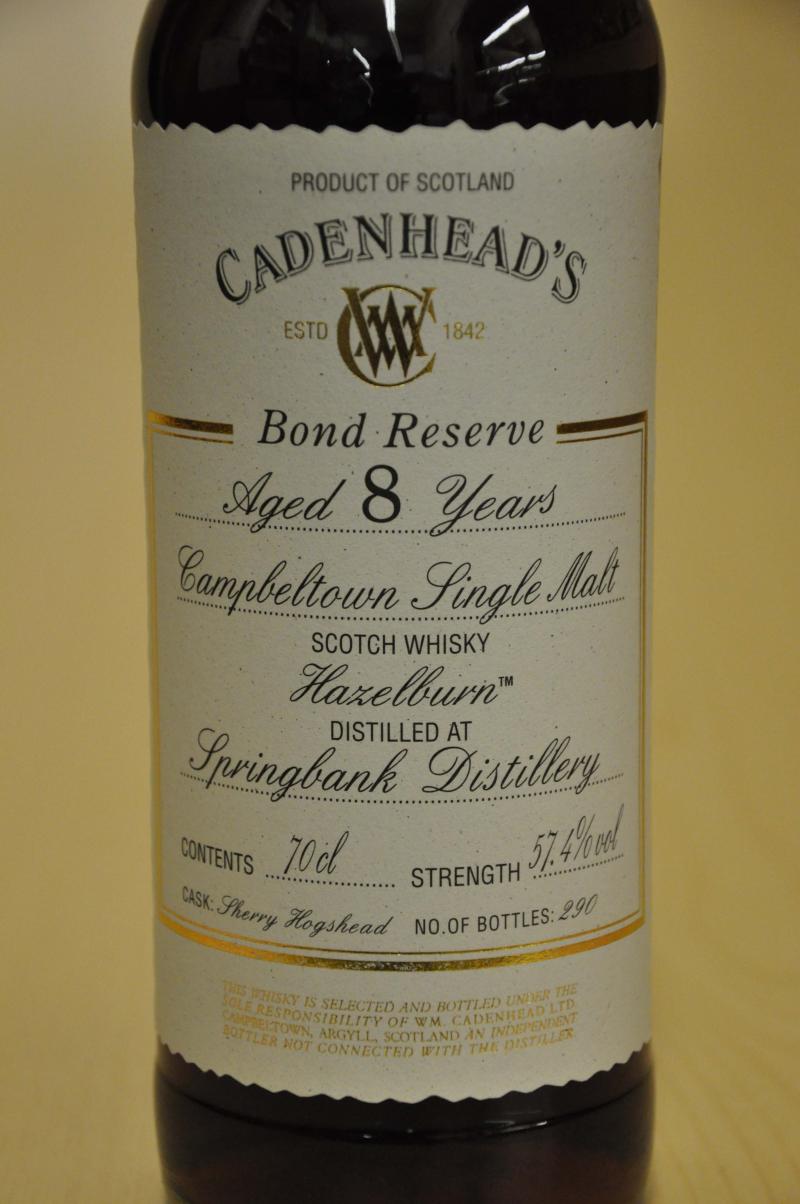 PRODUCT OF SCOTLAND
CADENHEAD'S
ESTD WC 1842
Bond Reserve
Aged 8 Years
Campbeltown Single Malt
SCOTCH WHISKY
Hazelburn™
DISTILLED AT
Springbank Distillery
CONTENTS 70cl STRENGTH 57.4%vol
CASK: Sherry Hogshead NO.OF BOTTLES: 290
THIS WHISKY IS SELECTED AND BOTTLED UNDER THE
SOLE RESPONSIBILITY OF WM. CADENHEAD LTD.
CAMPBELTOWN, ARGYLL, SCOTLAND AN INDEPENDENT
BOTTLER NOT CONNECTED WITH THE DISTILLER.